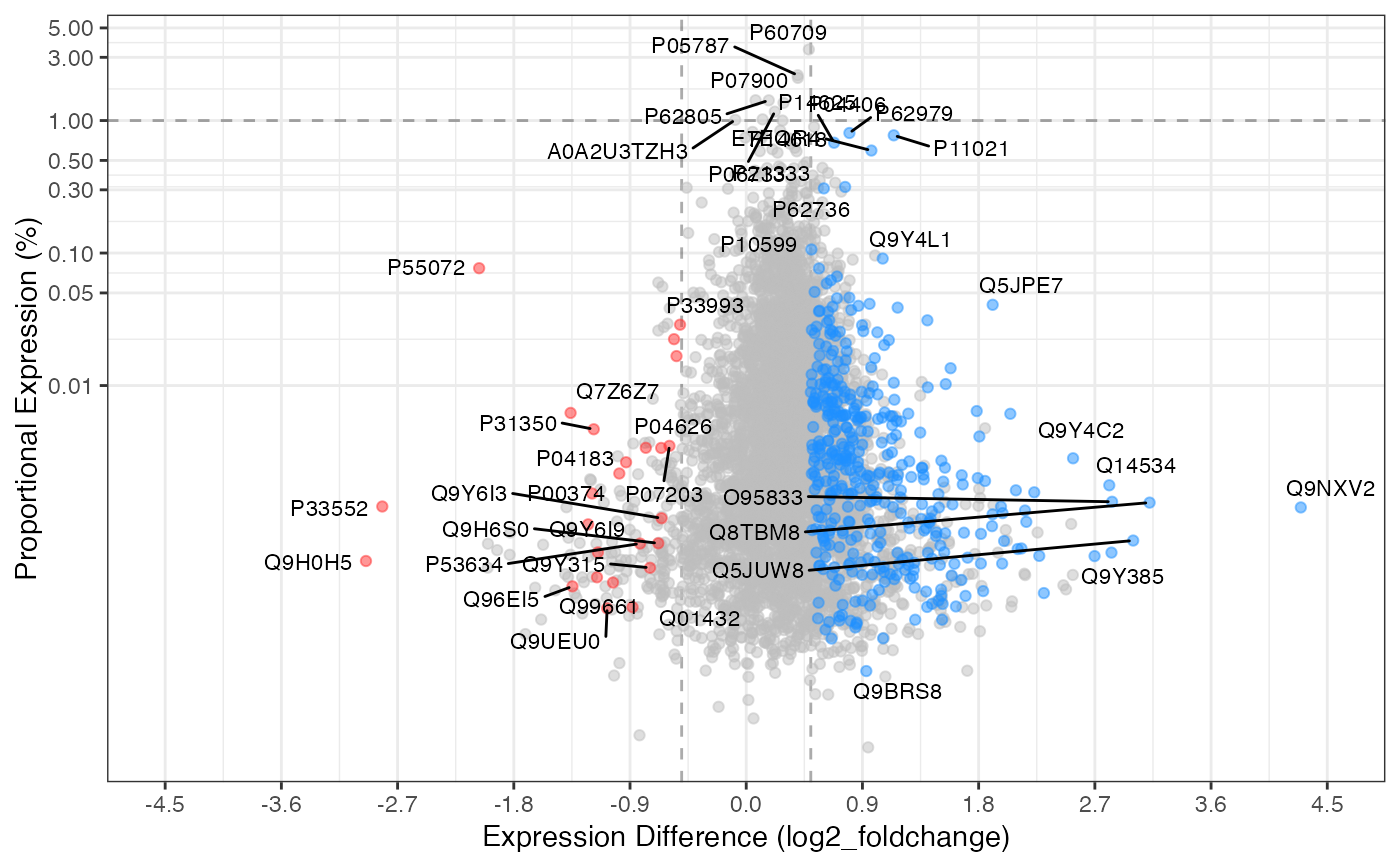 P60709
5.00
P05787
3.00
P07900
P04406
P62979
P62805
1.00
P11021
A0A2U3TZH3
0.50
P06733
P21333
0.30
P62736
P10599
Q9Y4L1
0.10
P55072
Q5JPE7
0.05
P33993
0.01
Q7Z6Z7
P31350
P04626
Q9Y4C2
P04183
Q14534
Q9Y6I3
P00374
P07203
O95833
Q9NXV2
P33552
Q9H6S0
Q9Y6I9
Q8TBM8
Q9H0H5
P53634
Q9Y315
Q5JUW8
Q9Y385
Q96EI5
Q99661
Q01432
Q9UEU0
Q9BRS8
-4.5
-3.6
-2.7
-1.8
-0.9
0.0
0.9
1.8
2.7
3.6
4.5
Expression Difference (log2_foldchange)
Proportional Expression (%)